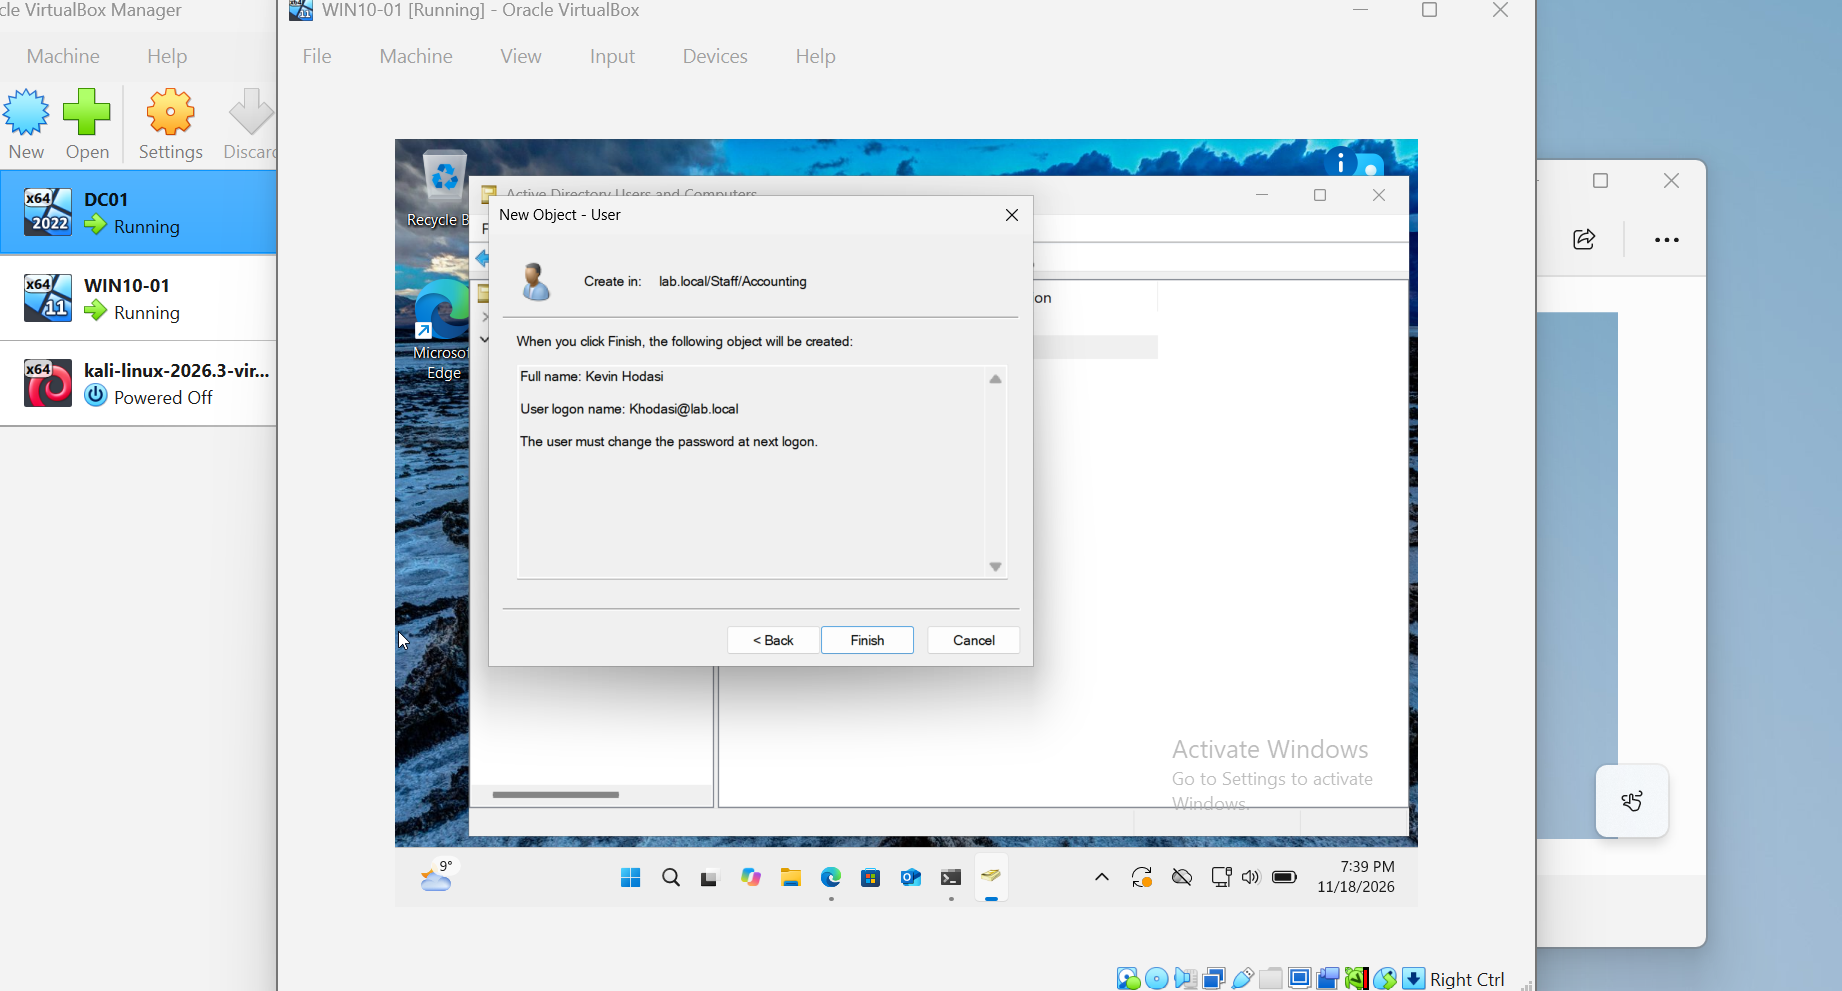 cle VirtualBox Manager
Machine Help
New Open Settings Discard
x64 2022 DC01
Running
x64 11 WIN10-01
Running
x64 kali-linux-2026.3-vir...
Powered Off
WIN10-01 [Running] - Oracle VirtualBox
File Machine View Input Devices Help
Recycle B
Microsof
Edge
Active Directory Users and Computers
F
New Object - User
Create in: lab.local/Staff/Accounting
When you click Finish, the following object will be created:
Full name: Kevin Hodasi
User logon name: Khodasi@lab.local
The user must change the password at next logon.
< Back Finish Cancel
on
Activate Windows
Go to Settings to activate
Windows.
9°
7:39 PM
11/18/2026
Right Ctrl